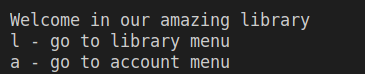 Welcome in our amazing library
l - go to library menu
a - go to account menu